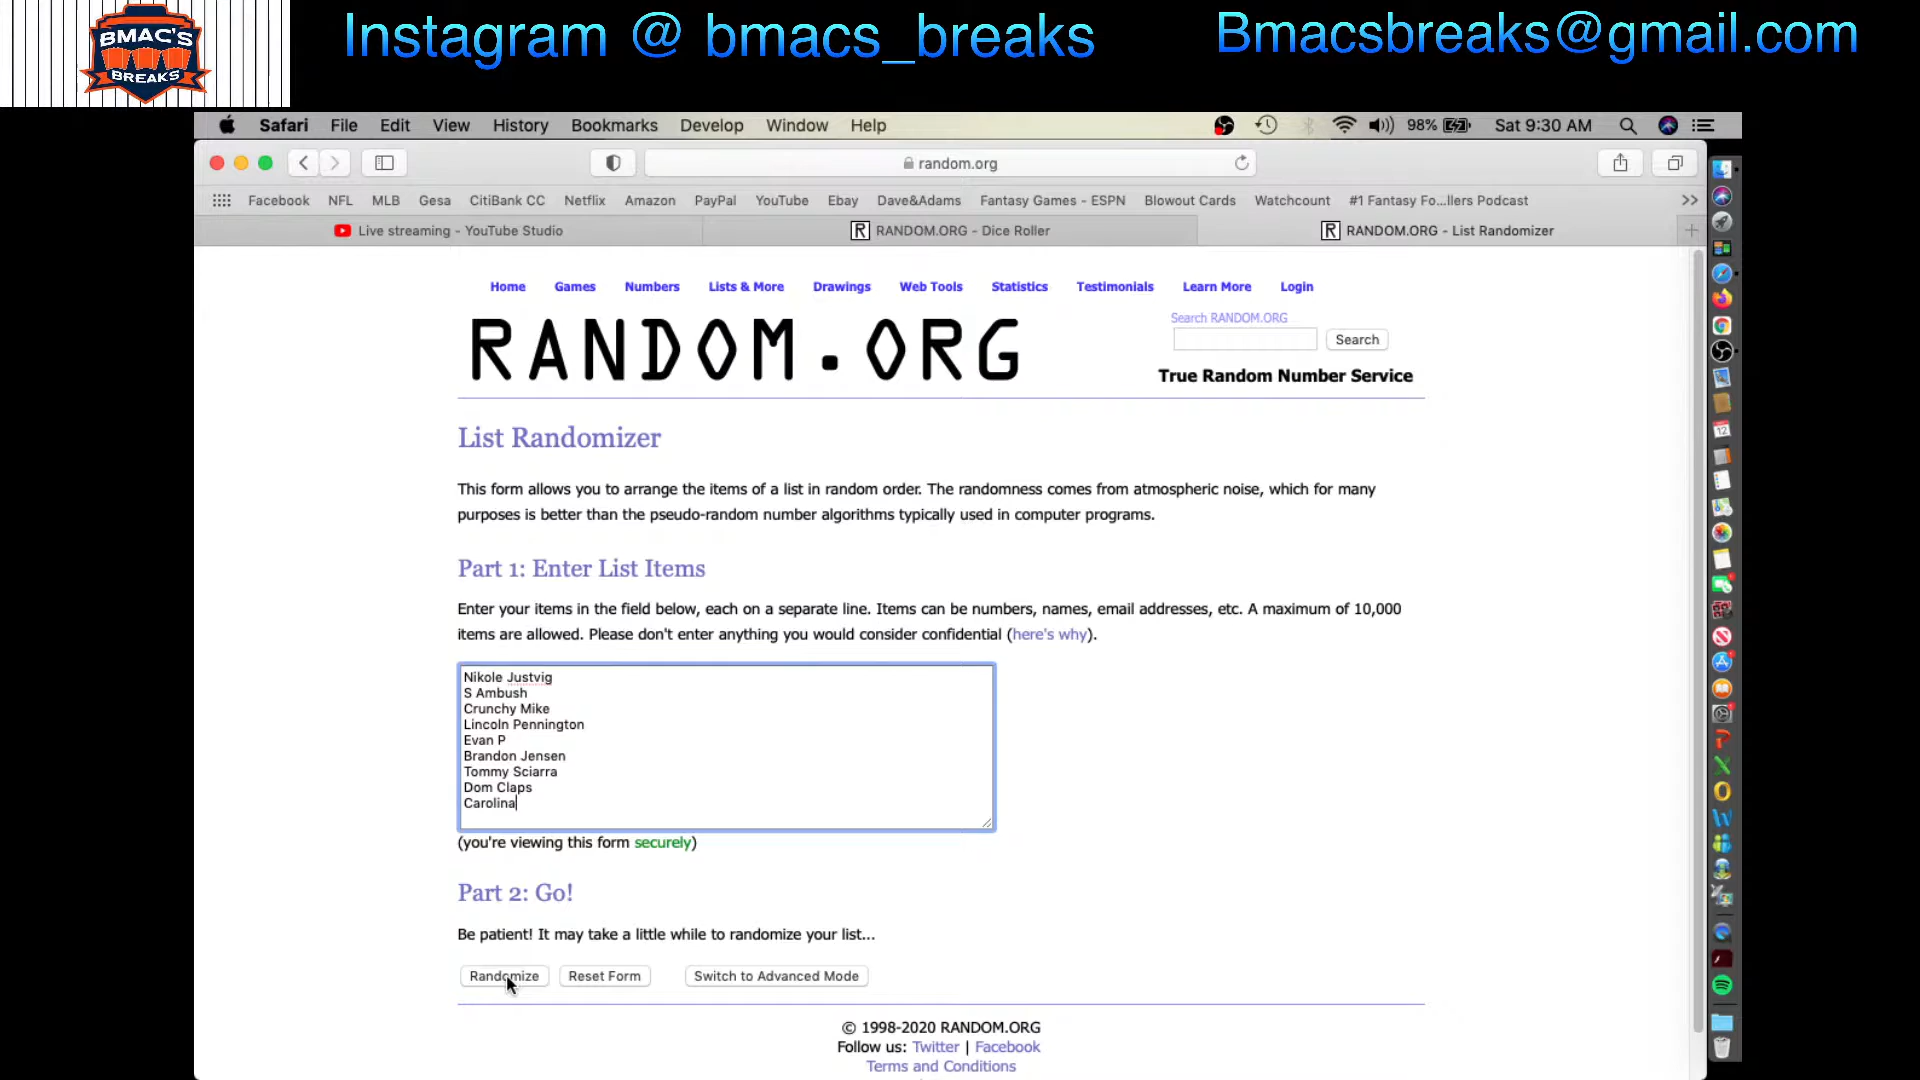 BMAC'S
BREAKS
Instagram @ bmacs_breaks
Bmacsbreaks@gmail.com
Safari File Edit View History Bookmarks Develop Window Help
98% Sat 9:30 AM
random.org
Facebook NFL MLB Gesa CitiBank CC Netflix Amazon PayPal YouTube Ebay Dave&Adams Fantasy Games - ESPN Blowout Cards Watchcount #1 Fantasy Fo...llers Podcast
Live streaming - YouTube Studio
R RANDOM.ORG - Dice Roller
R RANDOM.ORG - List Randomizer
Home Games Numbers Lists & More Drawings Web Tools Statistics Testimonials Learn More Login
RANDOM.ORG
Search RANDOM.ORG
Search
True Random Number Service
List Randomizer
This form allows you to arrange the items of a list in random order. The randomness comes from atmospheric noise, which for many
purposes is better than the pseudo-random number algorithms typically used in computer programs.
Part 1: Enter List Items
Enter your items in the field below, each on a separate line. Items can be numbers, names, email addresses, etc. A maximum of 10,000
items are allowed. Please don't enter anything you would consider confidential (here's why).
Nikole Justvig
S Ambush
Crunchy Mike
Lincoln Pennington
Evan P
Brandon Jensen
Tommy Sciarra
Dom Claps
Carolina
(you're viewing this form securely)
Part 2: Go!
Be patient! It may take a little while to randomize your list...
Randomize Reset Form Switch to Advanced Mode
© 1998-2020 RANDOM.ORG
Follow us: Twitter | Facebook
Terms and Conditions